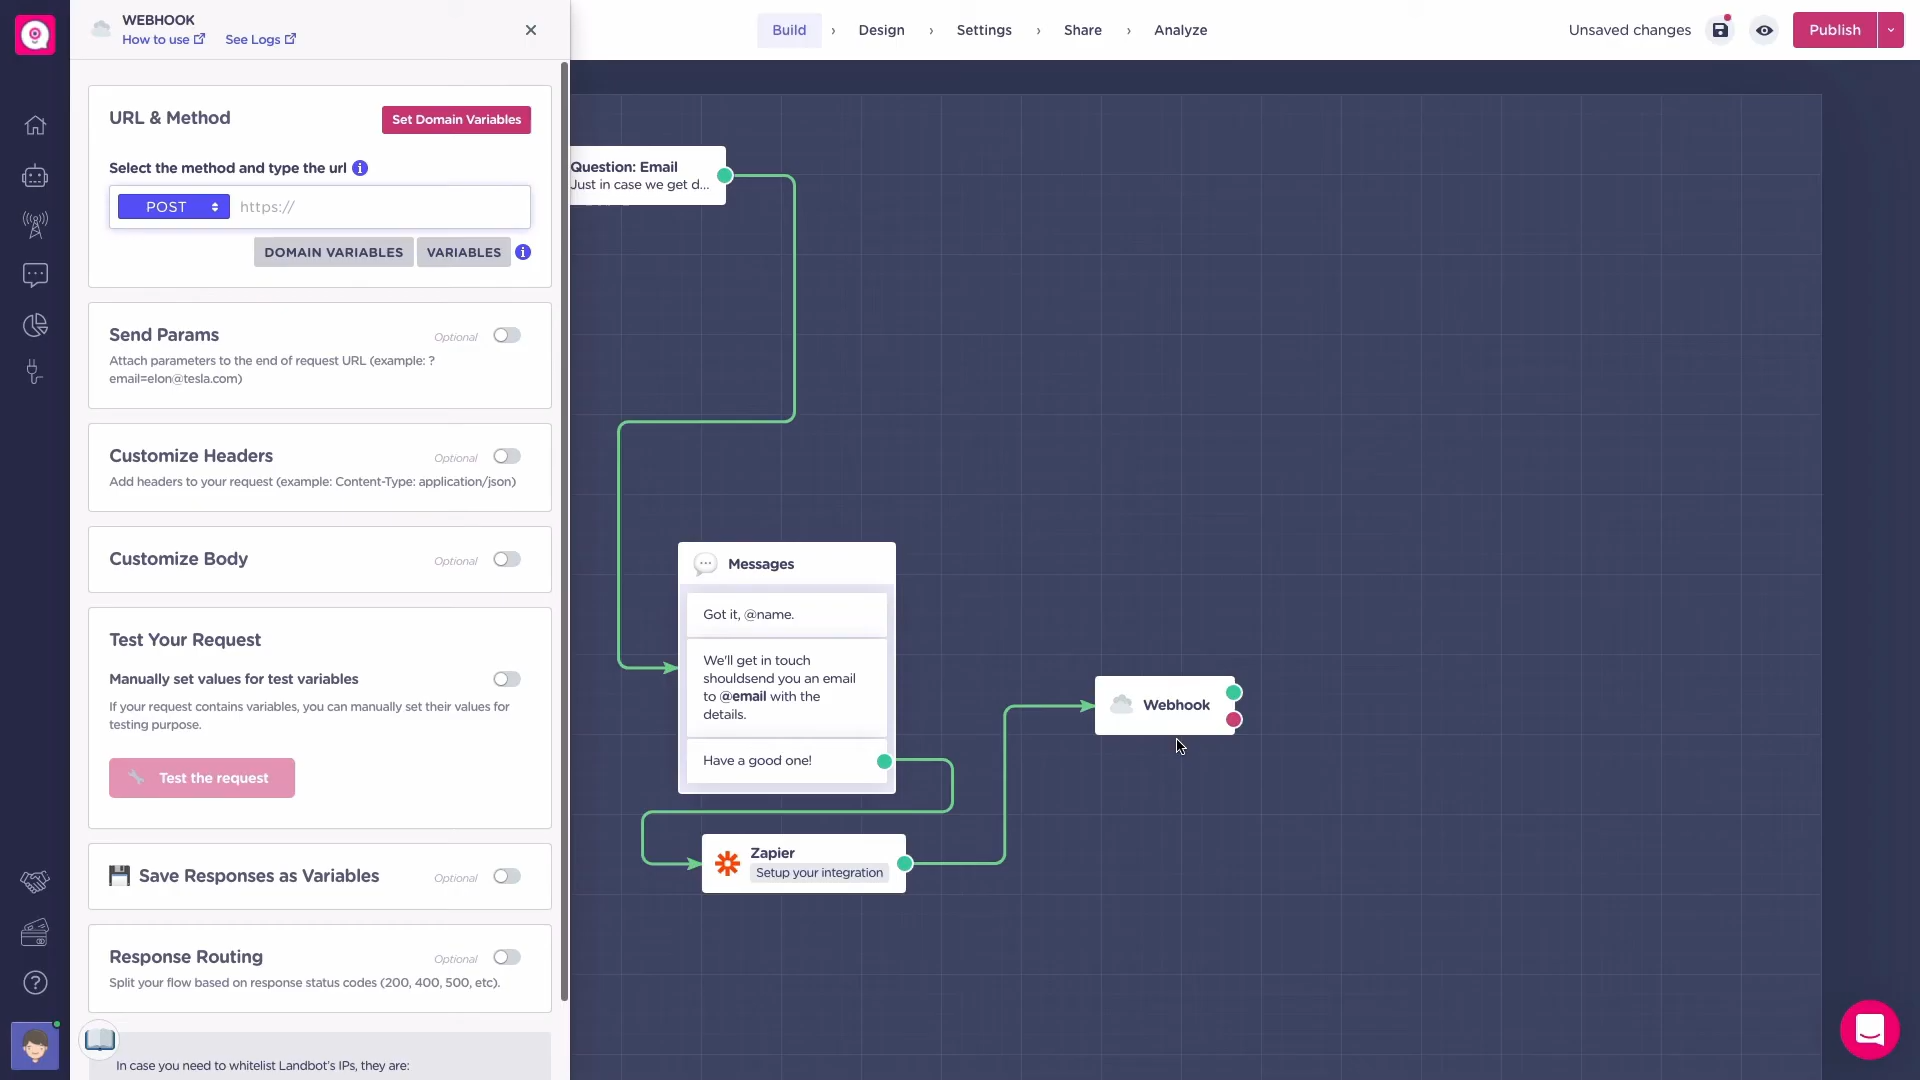 WEBHOOK
How to use
See Logs
Build
Design
Settings
Share
Analyze
Unsaved changes
Publish
URL & Method
Set Domain Variables
Select the method and type the url
POST
https://
DOMAIN VARIABLES
VARIABLES
Send Params
Optional
Attach parameters to the end of request URL (example: ?
email=elon@tesla.com)
Customize Headers
Optional
Add headers to your request (example: Content-Type: application/json)
Customize Body
Optional
Test Your Request
Manually set values for test variables
If your request contains variables, you can manually set their values for
testing purpose.
Test the request
Save Responses as Variables
Optional
Response Routing
Optional
Split your flow based on response status codes (200, 400, 500, etc).
In case you need to whitelist Landbot's IPs, they are:
Question: Email
Just in case we get d...
Messages
Got it, @name.
We'll get in touch
shouldsend you an email
to @email with the
details.
Have a good one!
Zapier
Setup your integration
Webhook